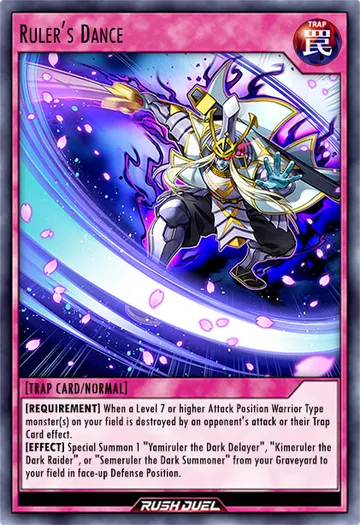 Ruler's Dance
TRAP
罠
[TRAP CARD/NORMAL]
[REQUIREMENT] When a Level 7 or higher Attack Position Warrior Type
monster(s) on your field is destroyed by an opponent's attack or their Trap
Card effect.
[EFFECT] Special Summon 1 "Yamiruler the Dark Delayer", "Kimeruler the
Dark Raider", or "Semeruler the Dark Summoner" from your Graveyard to
your field in face-up Defense Position.
RUSH DUEL